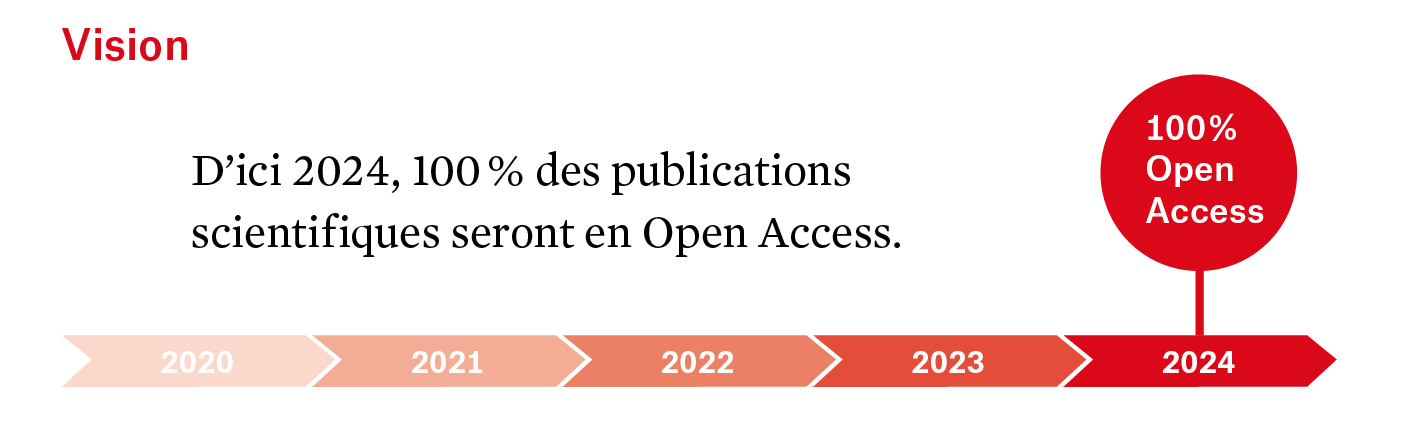 Vision
D’ici 2024, 100 % des publications
scientifiques seront en Open Access.
100%
Open
Access
2020 2021 2022 2023 2024